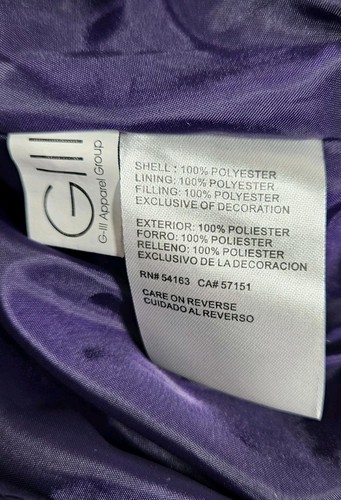 GIII
G-III Apparel Group
SHELL : 100% POLYESTER
LINING: 100% POLYESTER
FILLING: 100% POLYESTER
EXCLUSIVE OF DECORATION
EXTERIOR: 100% POLIESTER
FORRO: 100% POLIESTER
RELLENO: 100% POLIESTER
EXCLUSIVO DE LA DECORACION
RN# 54163 CA# 57151
CARE ON REVERSE
CUIDADO AL REVERSO